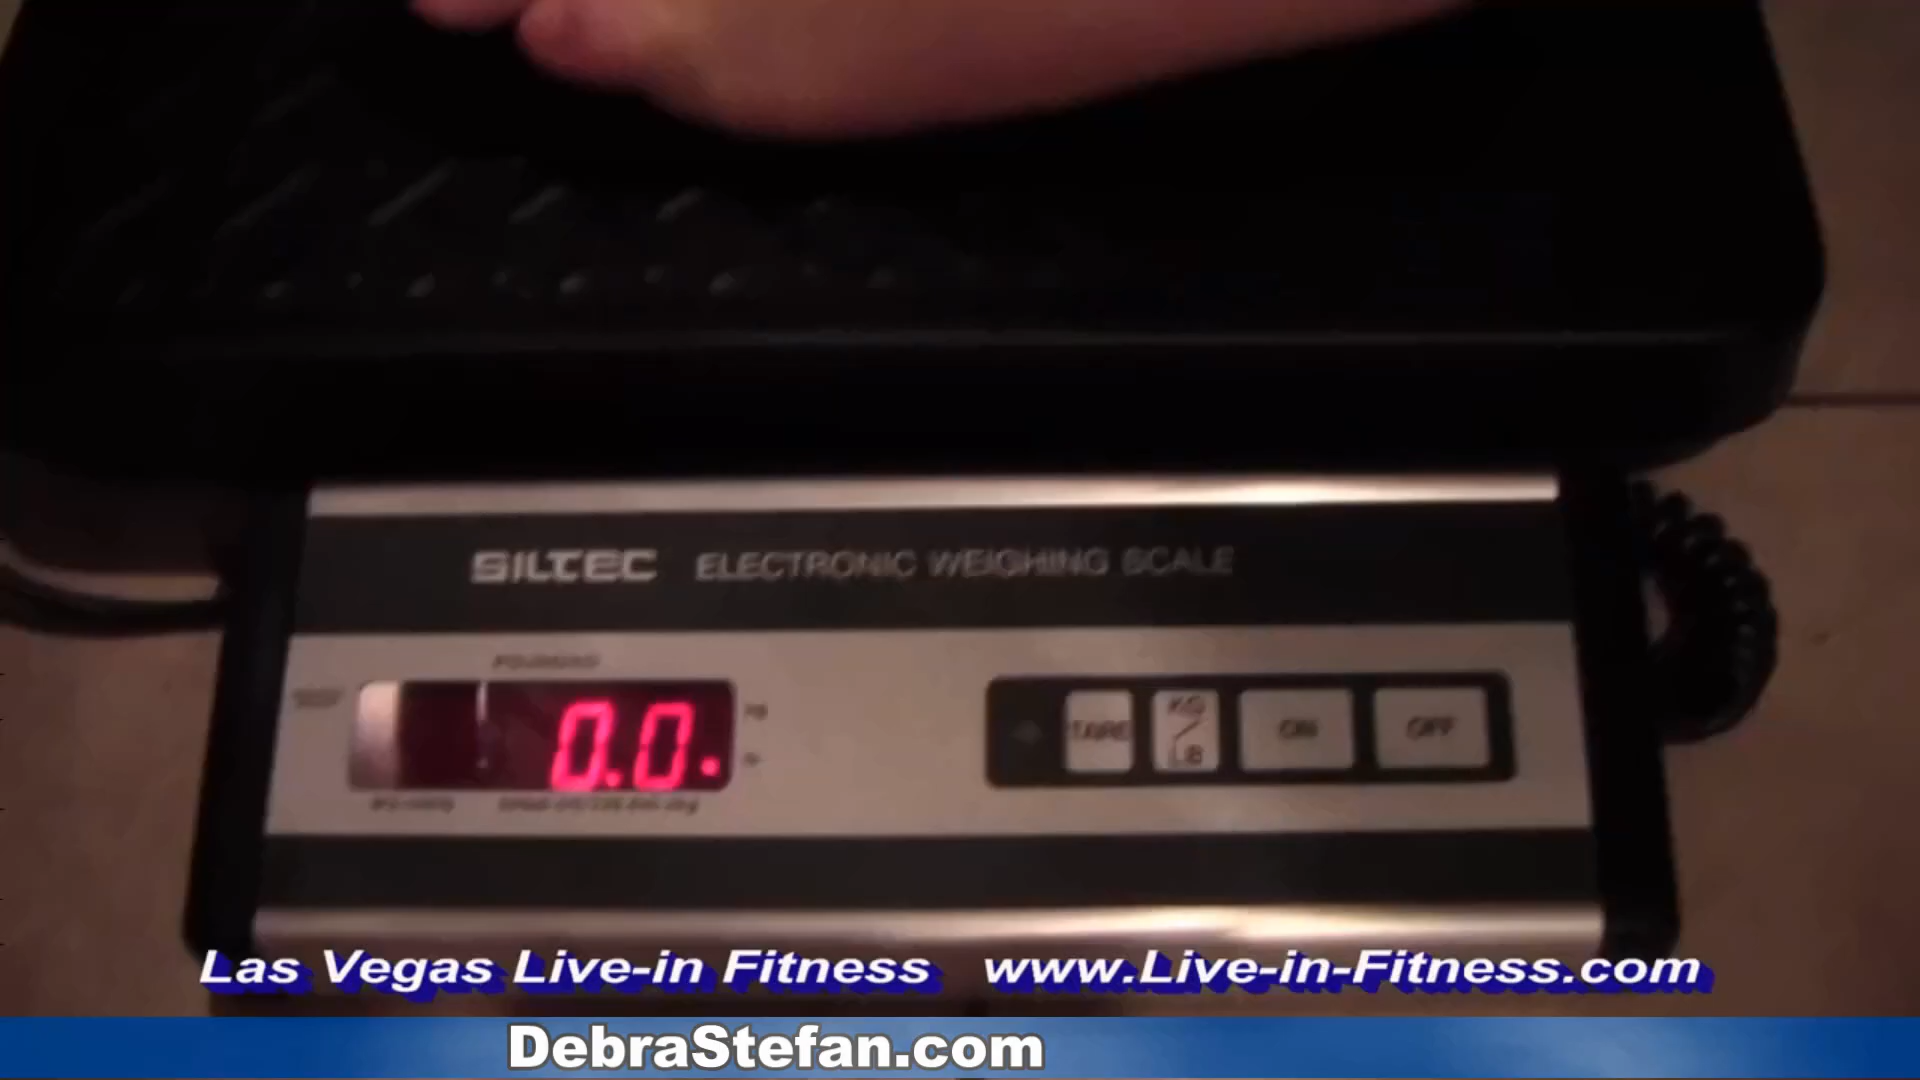 SILTEC ELECTRONIC WEIGHING SCALE
0.0.
TARE KG/LB ON OFF
Las Vegas Live-in Fitness www.Live-in-Fitness.com
DebraStefan.com